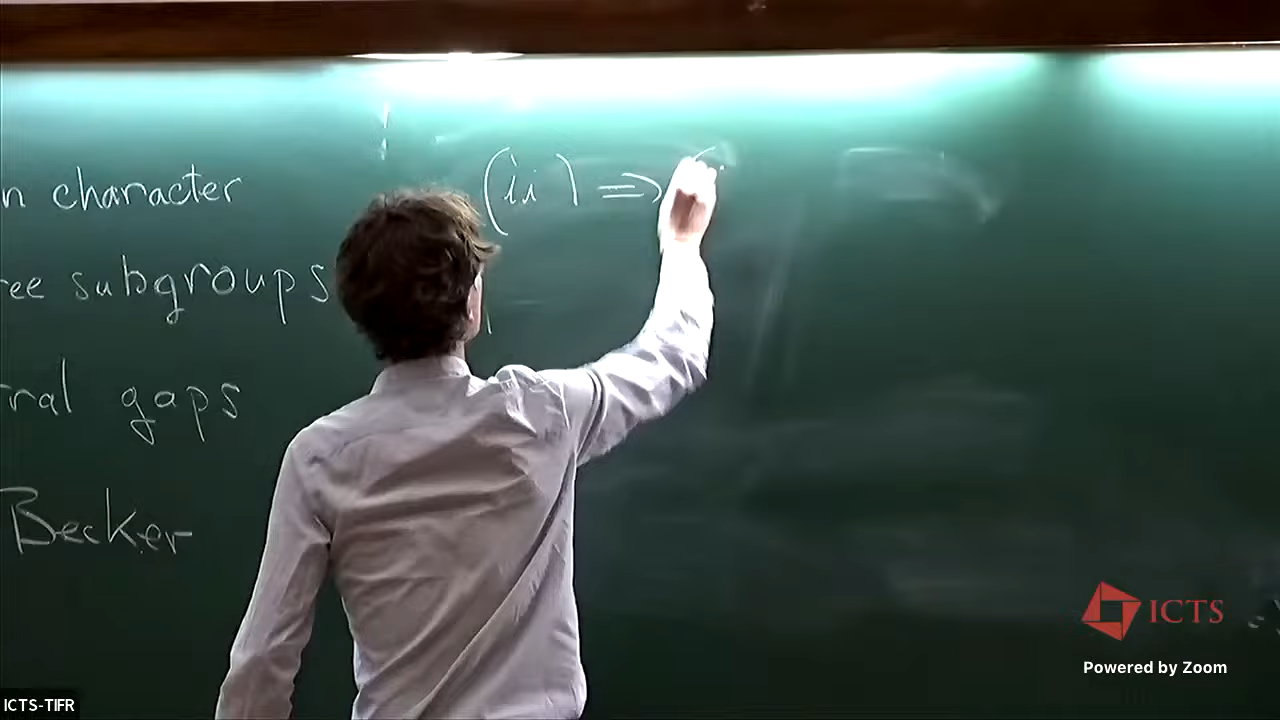 n character
ree subgroups
ral gaps
Becker
(ii) =>
ICTS
Powered by Zoom
ICTS-TIFR